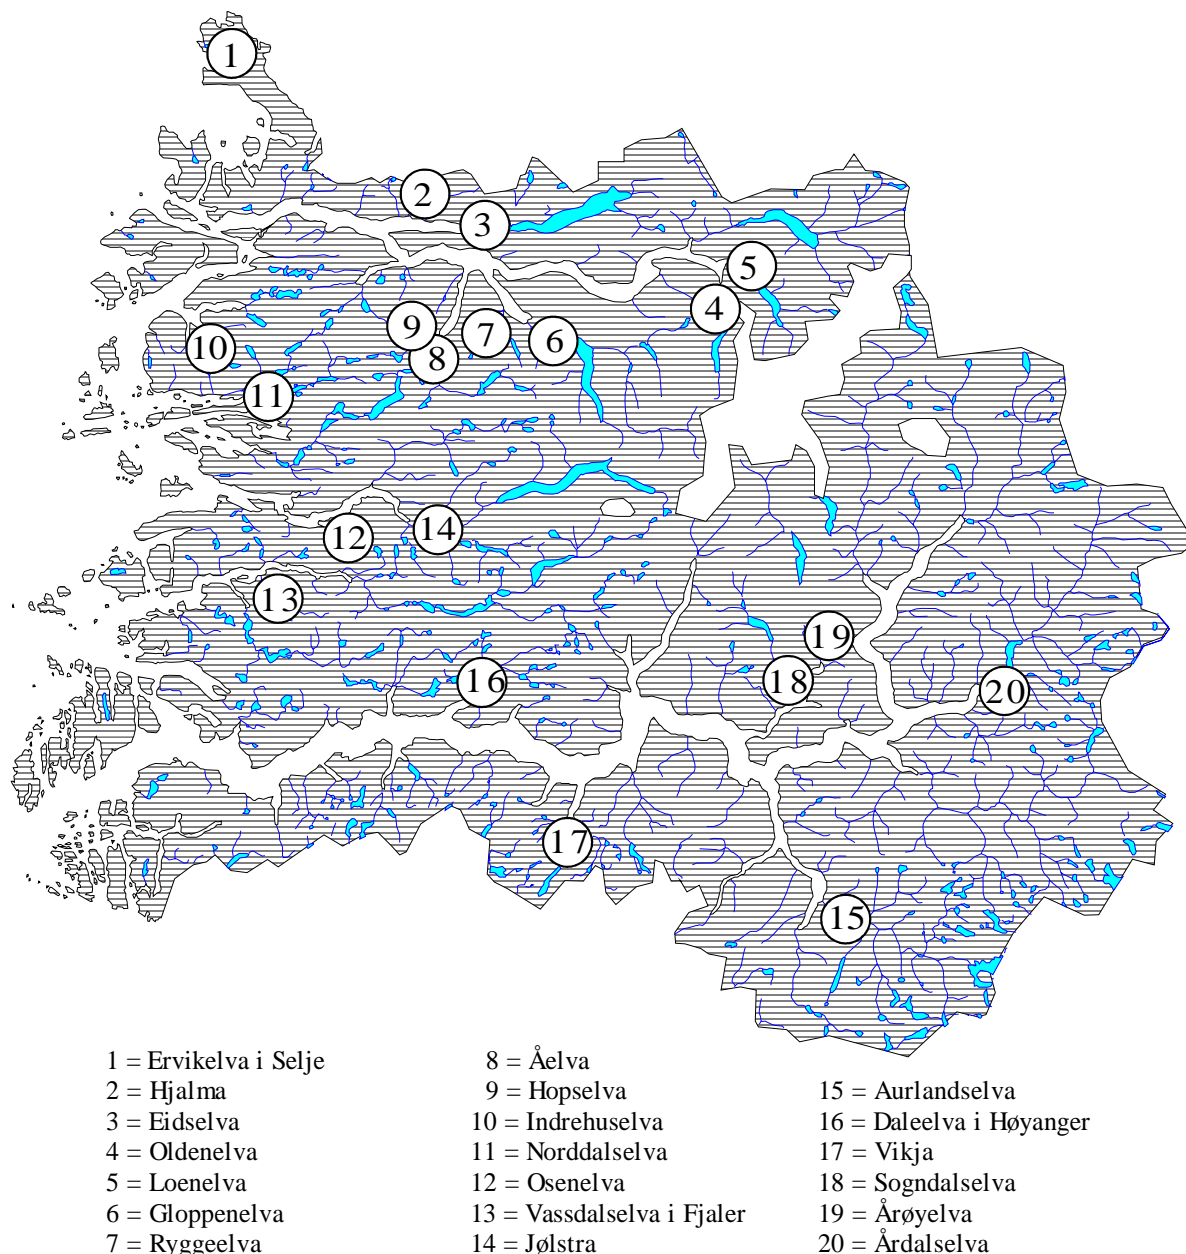 1
2
3
5
4
9
7
6
10
8
11
14
12
13
19
18
16
20
17
15
1 = Ervikelva i Selje
2 = Hjalma
3 = Eidselva
4 = Oldenelva
5 = Loenelva
6 = Gloppenelva
7 = Ryggeelva
8 = Åelva
9 = Hopselva
10 = Indrehuselva
11 = Norddalselva
12 = Osenelva
13 = Vassdalselva i Fjaler
14 = Jølstra
15 = Aurlandselva
16 = Daleelva i Høyanger
17 = Vikja
18 = Sogndalselva
19 = Årøyelva
20 = Årdalselva